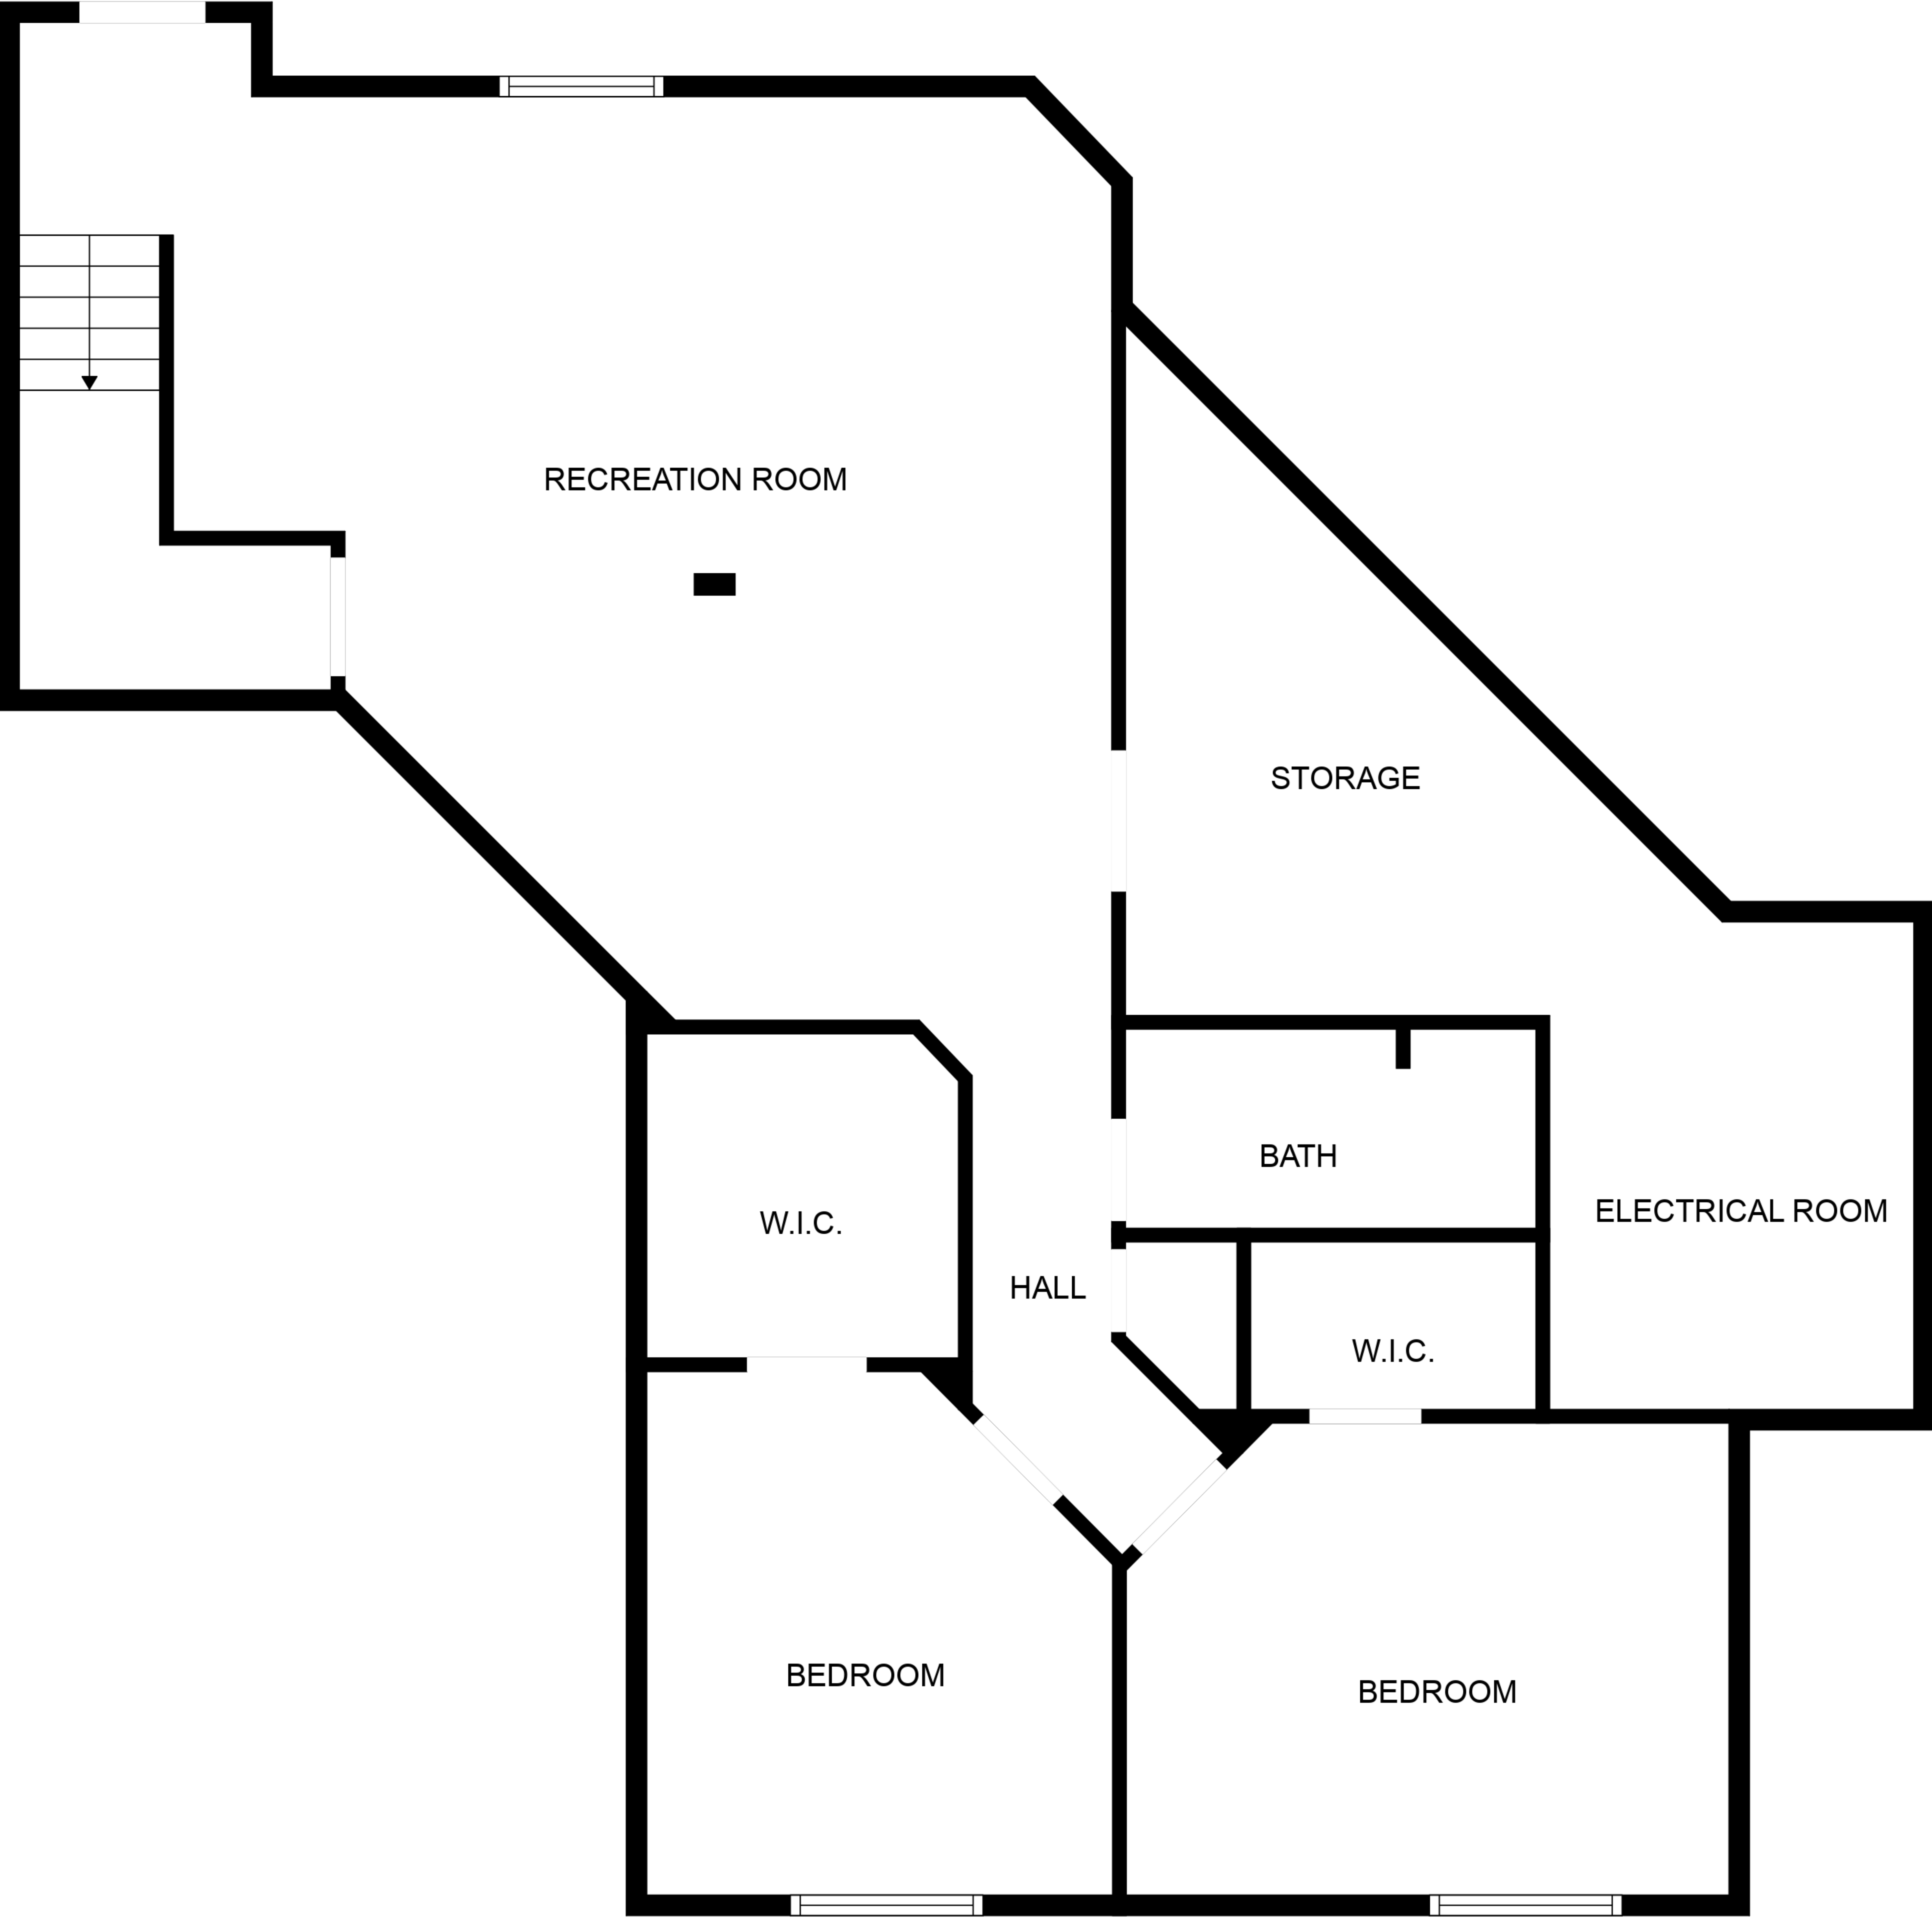 RECREATION ROOM
STORAGE
BATH
ELECTRICAL ROOM
W.I.C.
HALL
W.I.C.
BEDROOM
BEDROOM